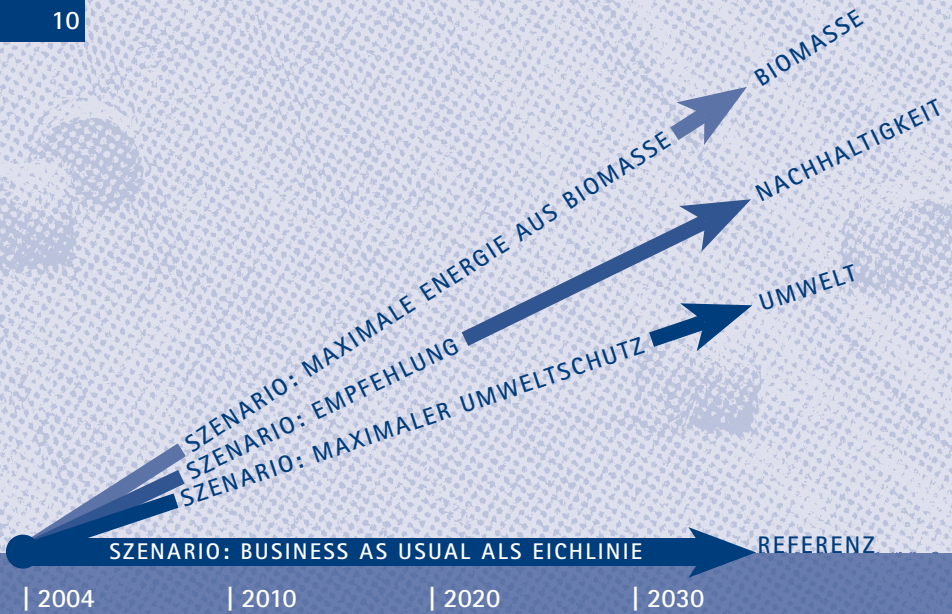 10
BIOMASSE
SZENARIO: MAXIMALE ENERGIE AUS BIOMASSE
NACHHALTIGKEIT
SZENARIO: EMPFEHLUNG
UMWELT
SZENARIO: MAXIMALER UMWELTSCHUTZ
SZENARIO: BUSINESS AS USUAL ALS EICHLINIE
REFERENZ
| 2004 | 2010 | 2020 | 2030